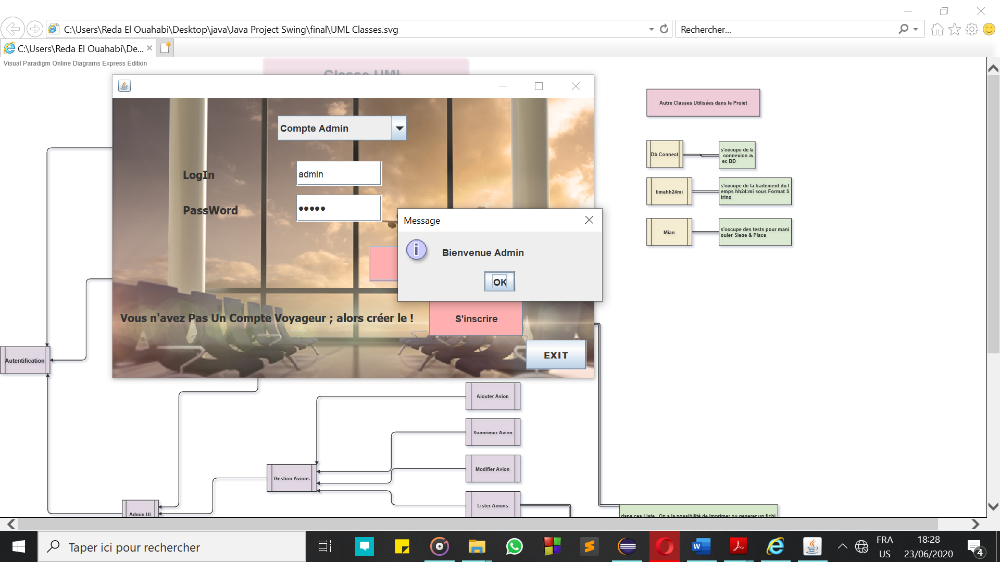 C:\Users\Reda El Ouahabi\Desktop\java\Java Project Swing\final\UML Classes.svg
Rechercher...
C:\Users\Reda El Ouahabi\De...
Visual Paradigm Online Diagrams Express Edition
Classe UML
Autre Classes Utilisées dans le Projet
Compte Admin
Db Connect
s'occupe de la
connexion av
ec BD
LogIn
admin
timehh24mi
s'occupe de la traitement du t
emps hh24:mi sous Format S
tring
PassWord
●●●●●
Message
Mian
s'occupe des tests pour mani
puler Siege & Place
Bienvenue Admin
OK
Vous n'avez Pas Un Compte Voyageur ; alors créer le !
S'inscrire
EXIT
Autentification
Ajouter Avion
Supprimer Avion
Modifier Avion
Gestion Avions
Lister Avions
Admin UI
dans ces Liste , On a la possibilité de Imprimer ou generer un fichi
Taper ici pour rechercher
FRA
US
18:28
23/06/2020
4